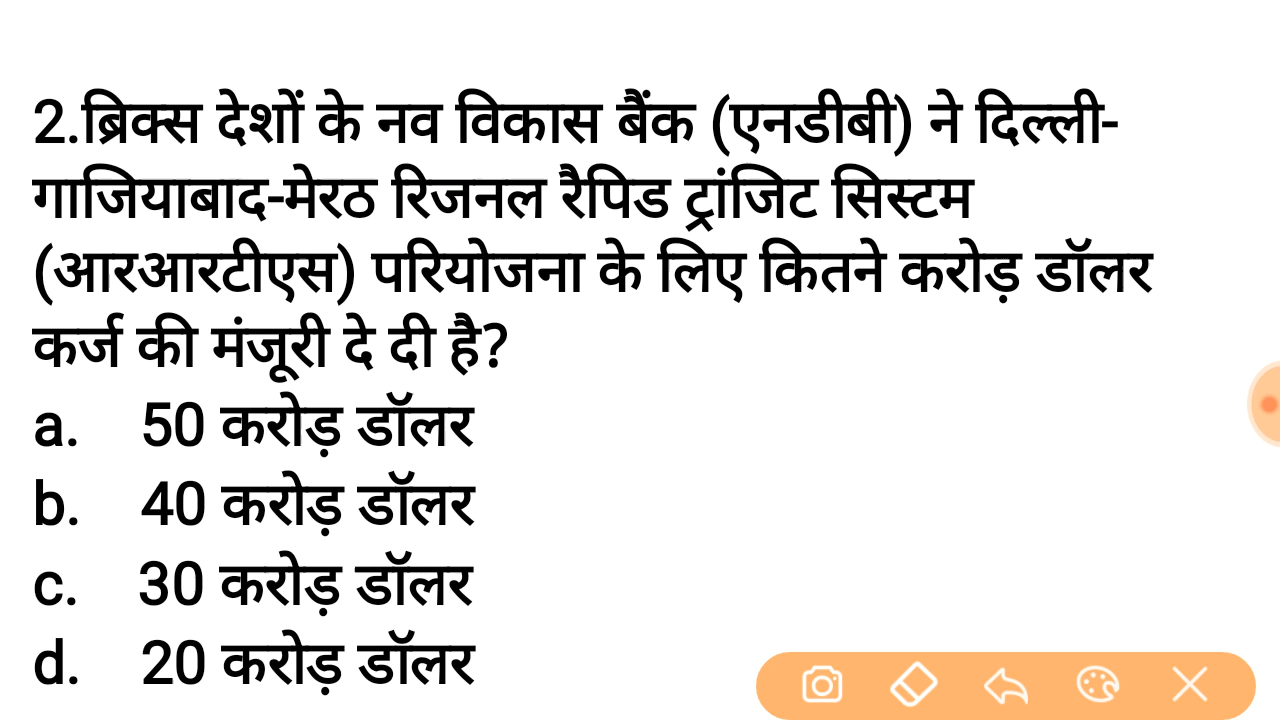 2.ब्रिक्स देशों के नव विकास बैंक (एनडीबी) ने दिल्ली-
गाजियाबाद-मेरठ रिजनल रैपिड ट्रांजिट सिस्टम
(आरआरटीएस) परियोजना के लिए कितने करोड़ डॉलर
कर्ज की मंजूरी दे दी है?
a. 50 करोड़ डॉलर
b. 40 करोड़ डॉलर
c. 30 करोड़ डॉलर
d. 20 करोड़ डॉलर